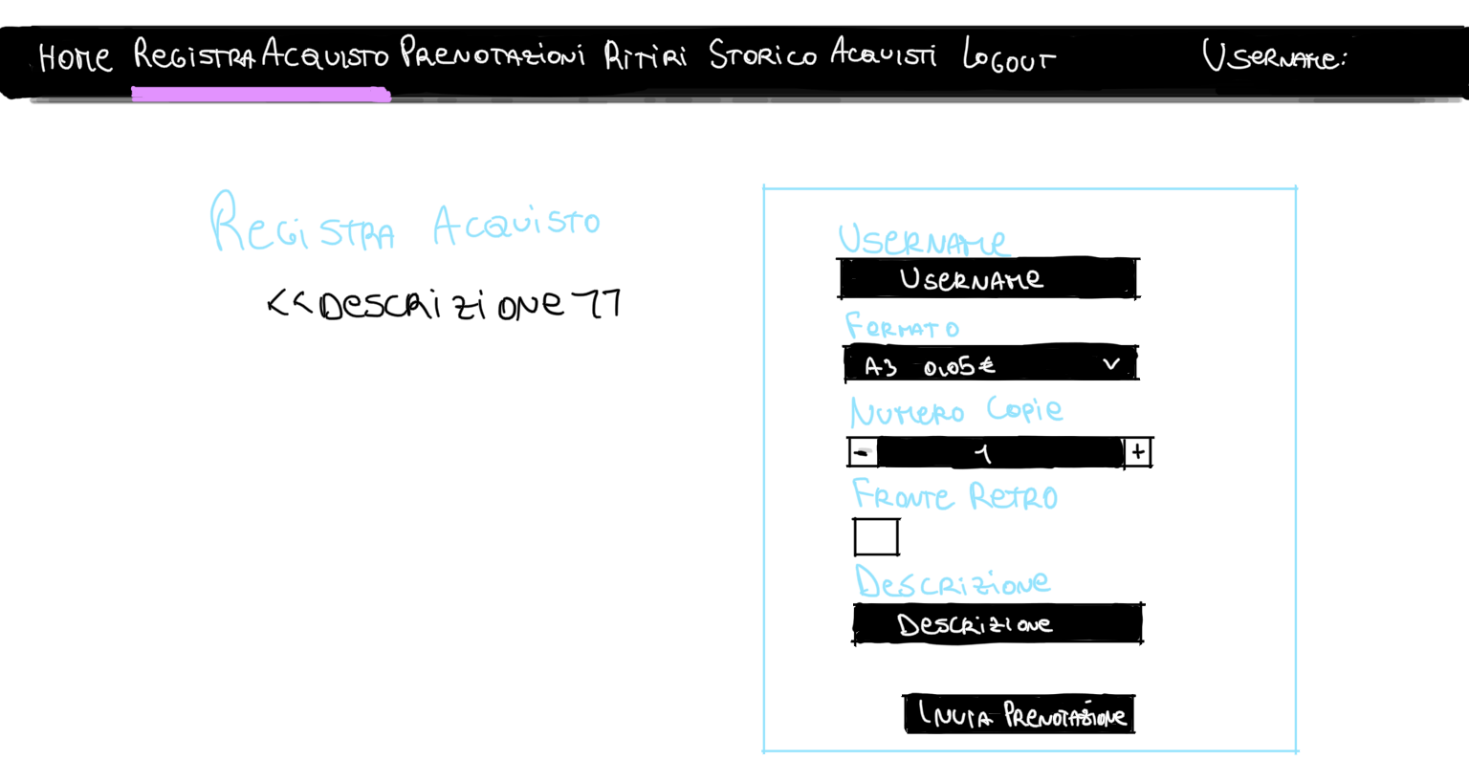 Home Registra Acquisto Prenotazioni Ritiri Storico Acquisti Logout Username:
Registra Acquisto
<<Descrizione>>
Username
Username
Formato
A3 0,05€ v
Numero Copie
- 1 +
Fronte Retro
Descrizione
Descrizione
Invia Prenotazione